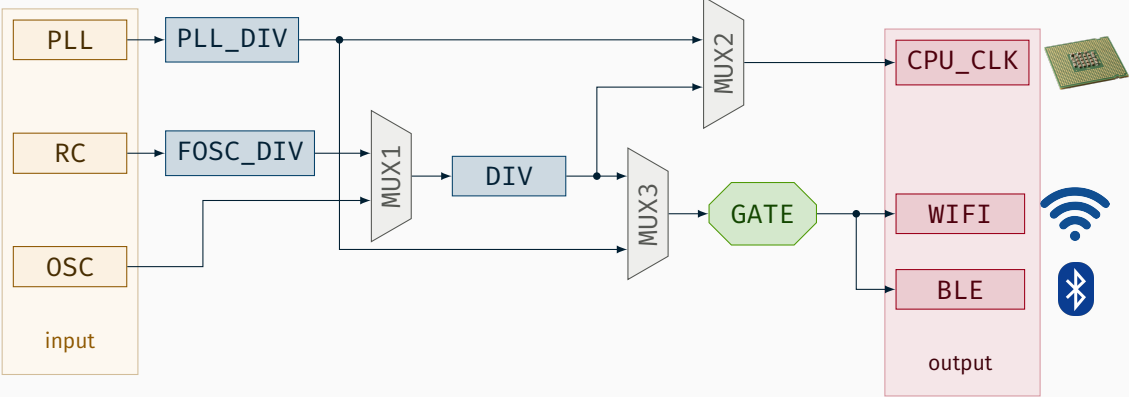 PLL
PLL_DIV
MUX2
CPU_CLK
RC
FOSC_DIV
MUX1
DIV
MUX3
GATE
WIFI
OSC
BLE
input
output